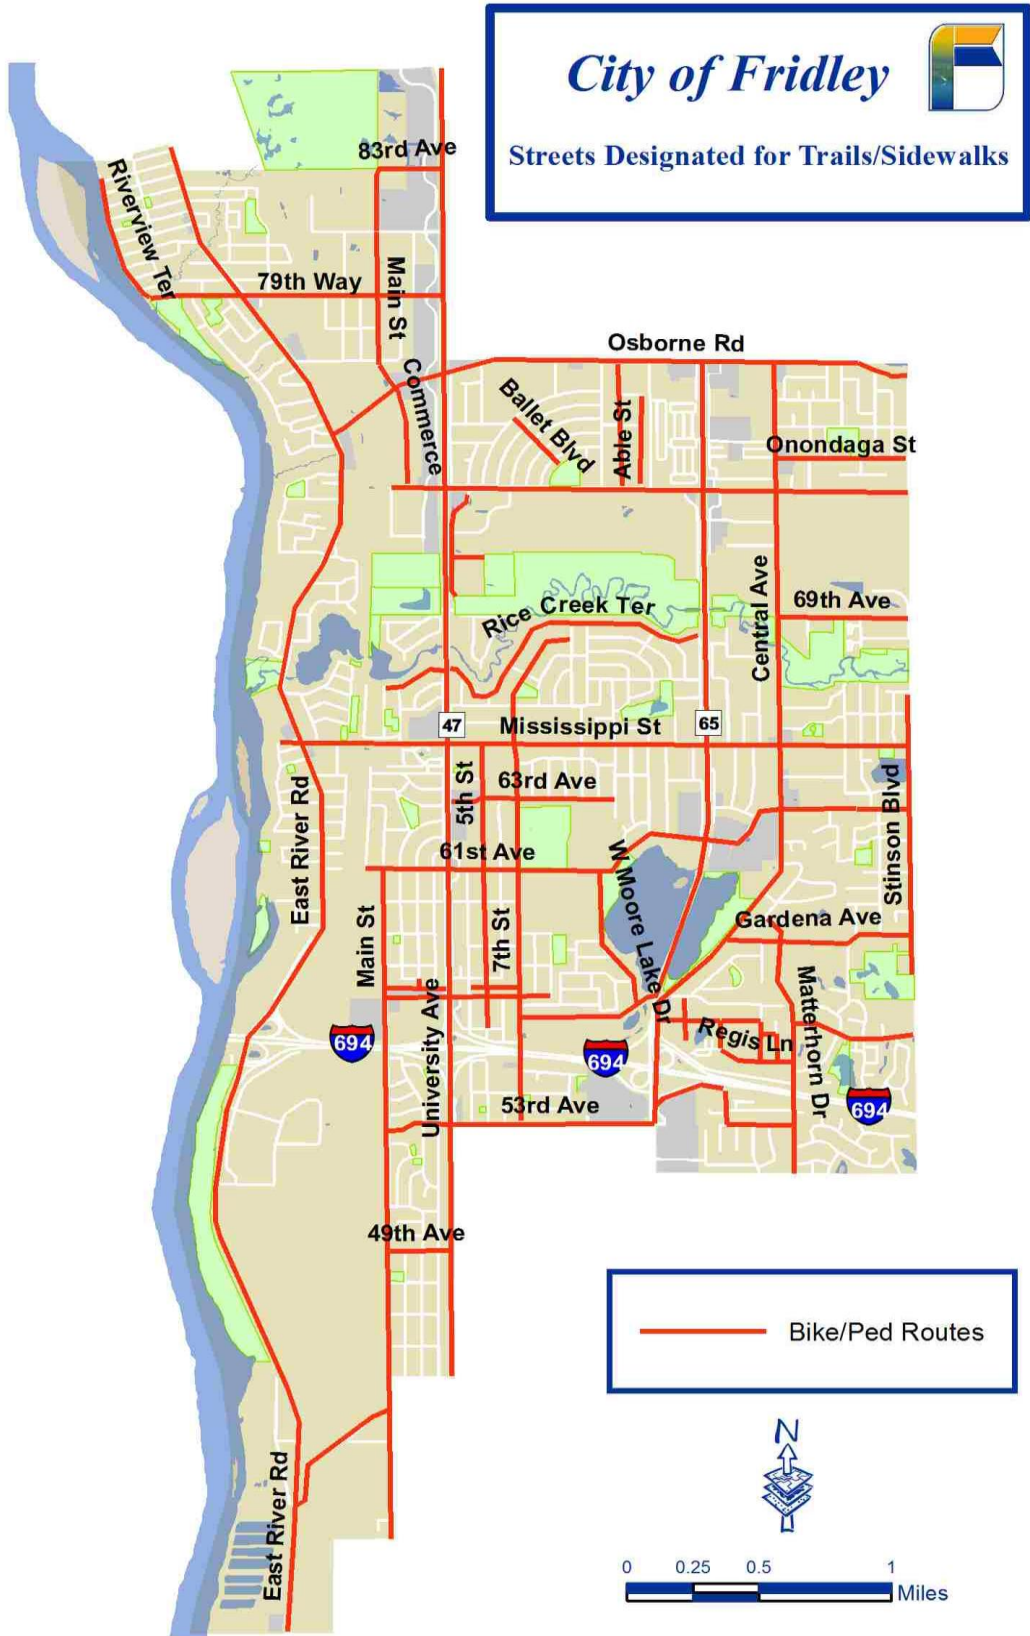 City of Fridley
Streets Designated for Trails/Sidewalks
83rd Ave
Riverview Ter
79th Way
Main St
Osborne Rd
Commerce
Ballet Blvd
Able St
Onondaga St
Central Ave
69th Ave
Rice Creek Ter
47
Mississippi St
65
5th St
63rd Ave
East River Rd
Stinson Blvd
61st Ave
W Moore Lake Dr
Main St
7th St
Gardena Ave
University Ave
Matterhorn Dr
Regis Ln
694
694
694
53rd Ave
49th Ave
Bike/Ped Routes
N
East River Rd
0 0.25 0.5 1
Miles